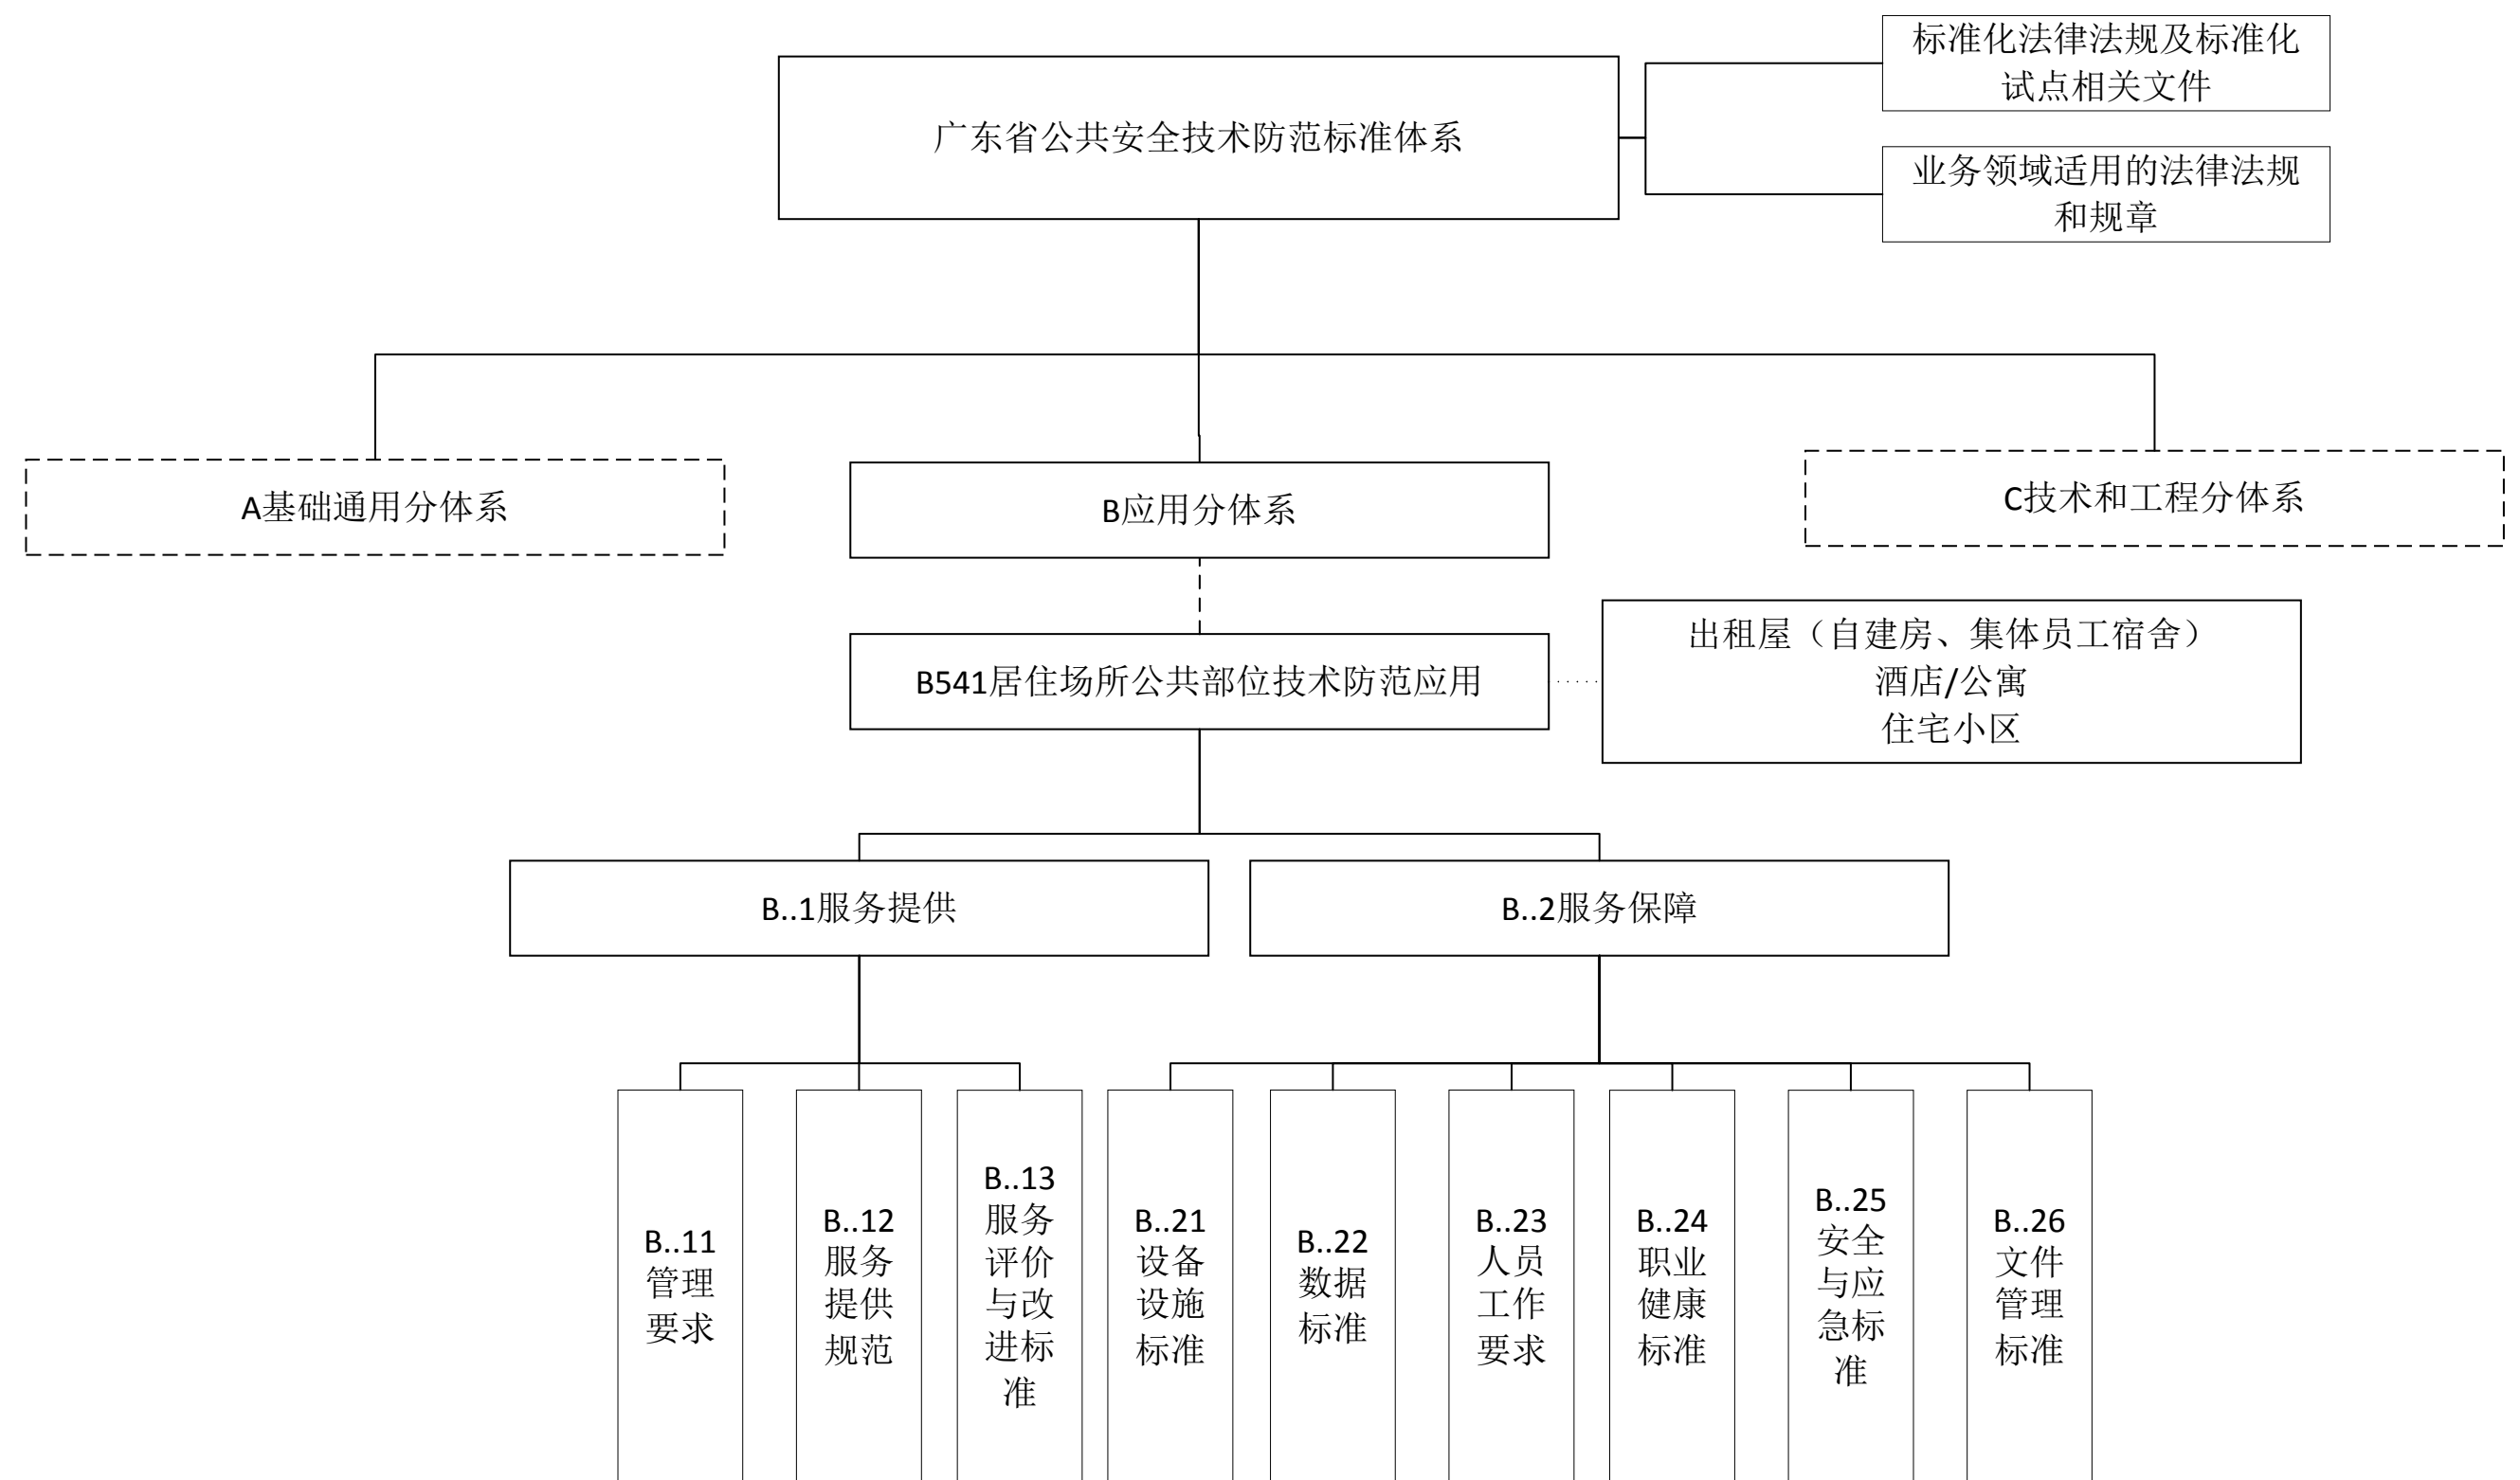 标准化法律法规及标准化
试点相关文件
广东省公共安全技术防范标准体系
业务领域适用的法律法规
和规章
A基础通用分体系
B应用分体系
C技术和工程分体系
B541居住场所公共部位技术防范应用
出租屋（自建房、集体员工宿舍）
酒店/公寓
住宅小区
B..1服务提供
B..2服务保障
B..11
管理
要求
B..12
服务
提供
规范
B..13
服务
评价
与改
进标
准
B..21
设备
设施
标准
B..22
数据
标准
B..23
人员
工作
要求
B..24
职业
健康
标准
B..25
安全
与应
急标
准
B..26
文件
管理
标准